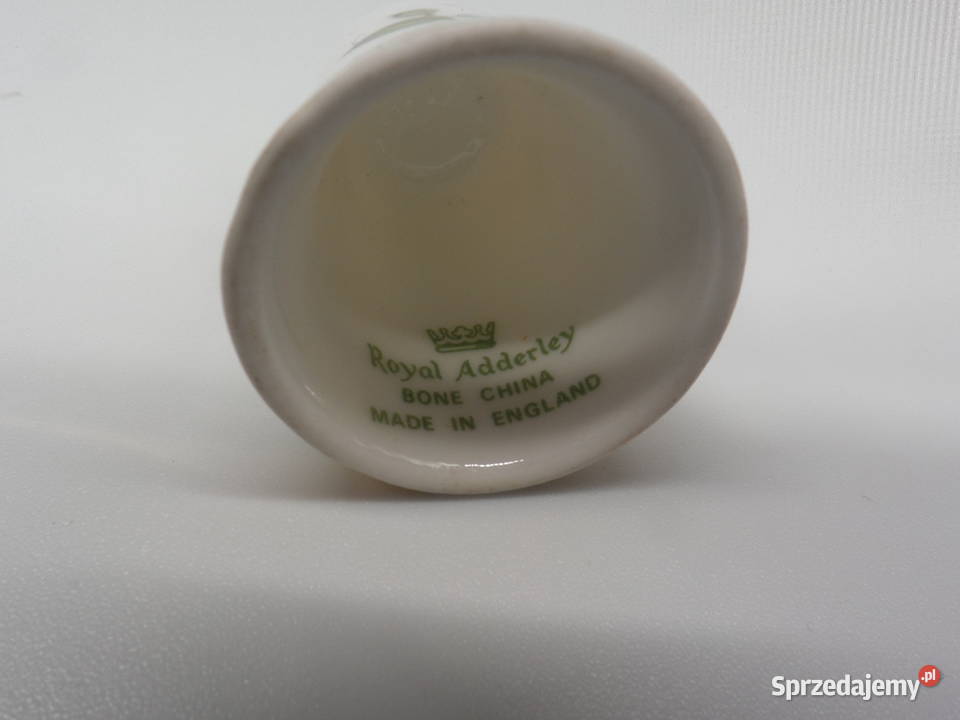 Royal Adderley
BONE CHINA
MADE IN ENGLAND
Sprzedajemy.pl